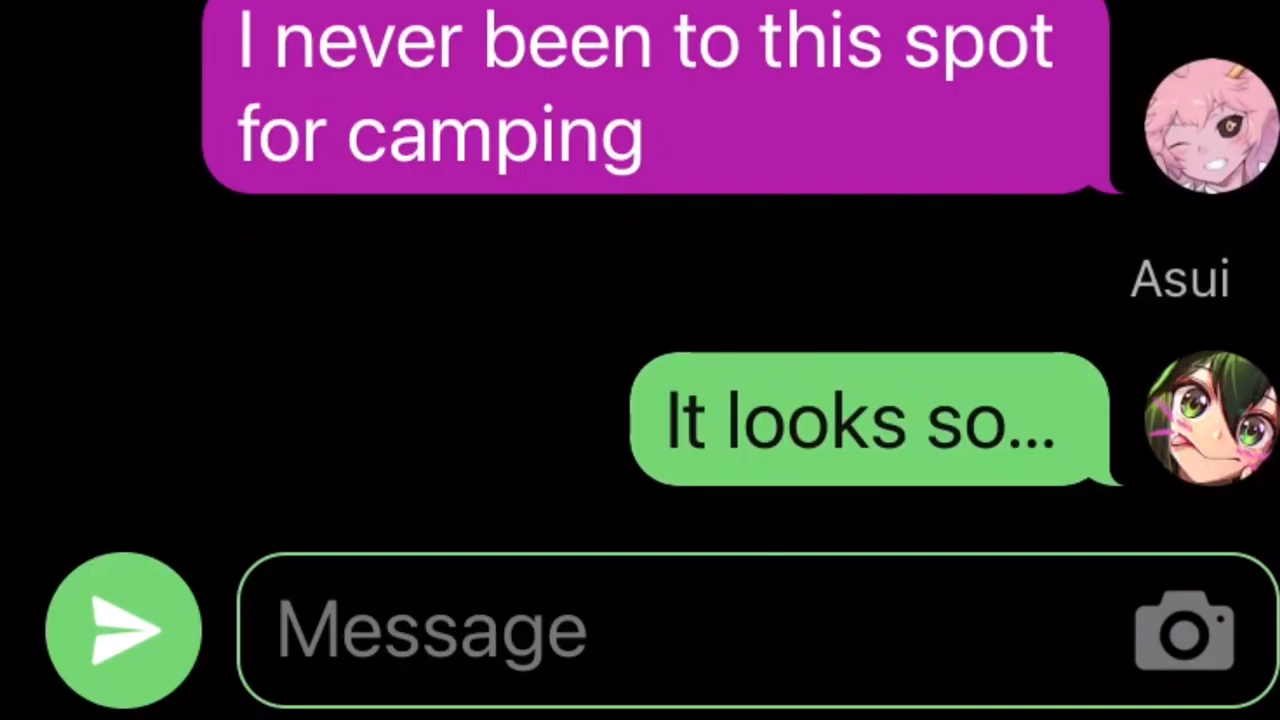 I never been to this spot
for camping
Asui
It looks so...
Message